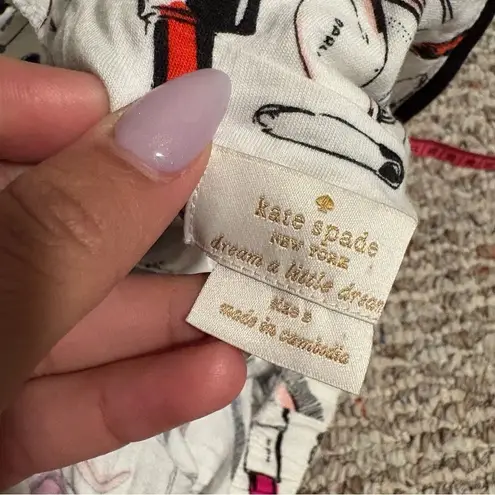 kate spade
NEW YORK
dream a little dream
size
made in cambodia